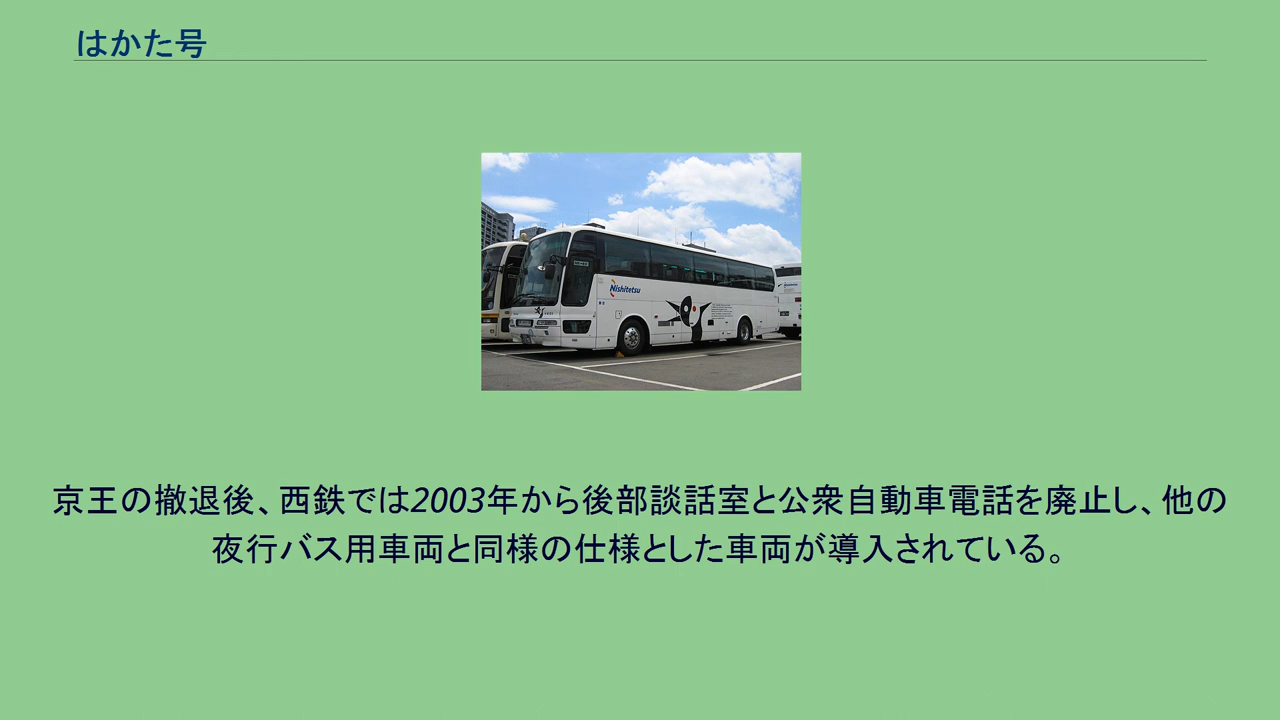 はかた号
Nishitetsu
京王の撤退後、西鉄では2003年から後部談話室と公衆自動車電話を廃止し、他の
夜行バス用車両と同様の仕様とした車両が導入されている。